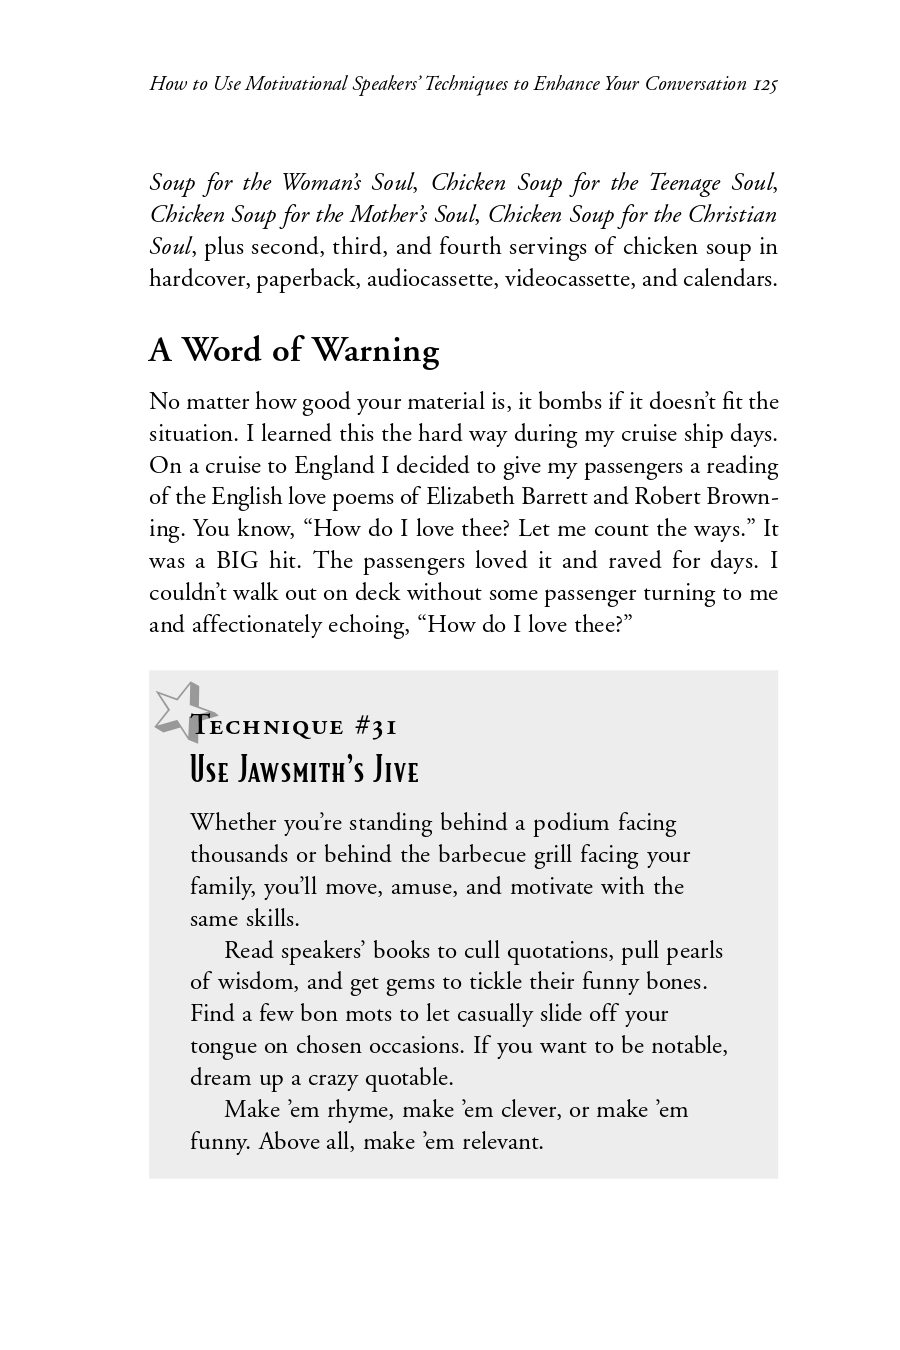 How to Use Motivational Speakers’ Techniques to Enhance Your Conversation 125
Soup for the Woman’s Soul, Chicken Soup for the Teenage Soul,
Chicken Soup for the Mother’s Soul, Chicken Soup for the Christian
Soul, plus second, third, and fourth servings of chicken soup in
hardcover, paperback, audiocassette, videocassette, and calendars.
A Word of Warning
No matter how good your material is, it bombs if it doesn’t fit the
situation. I learned this the hard way during my cruise ship days.
On a cruise to England I decided to give my passengers a reading
of the English love poems of Elizabeth Barrett and Robert Brown-
ing. You know, “How do I love thee? Let me count the ways.” It
was a BIG hit. The passengers loved it and raved for days. I
couldn’t walk out on deck without some passenger turning to me
and affectionately echoing, “How do I love thee?”
Technique #31
Use Jawsmith’s Jive
Whether you’re standing behind a podium facing
thousands or behind the barbecue grill facing your
family, you’ll move, amuse, and motivate with the
same skills.
Read speakers’ books to cull quotations, pull pearls
of wisdom, and get gems to tickle their funny bones.
Find a few bon mots to let casually slide off your
tongue on chosen occasions. If you want to be notable,
dream up a crazy quotable.
Make ’em rhyme, make ’em clever, or make ’em
funny. Above all, make ’em relevant.